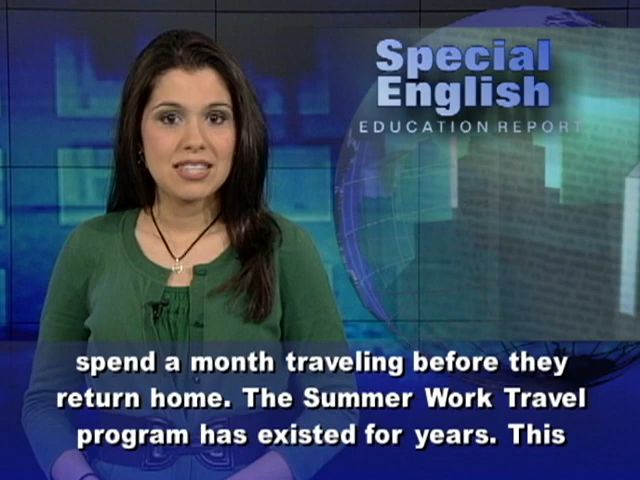 Special
English
EDUCATION REPORT
spend a month traveling before they
return home. The Summer Work Travel
program has existed for years. This